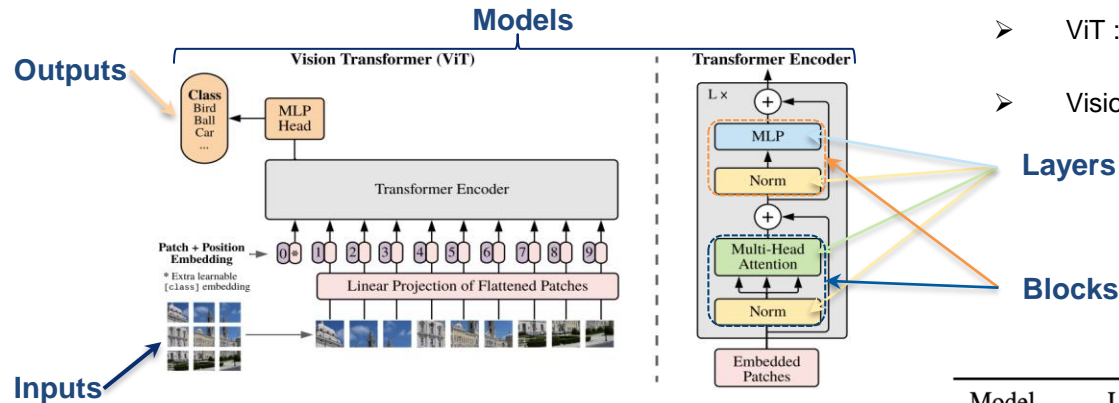 Models
Outputs
Vision Transformer (ViT)
Class
Bird
Ball
Car
...
MLP
Head
Transformer Encoder
Patch + Position
Embedding
* Extra learnable
[class] embedding
0 * 1 2 3 4 5 6 7 8 9
Linear Projection of Flattened Patches
Inputs
Transformer Encoder
L ×
+
MLP
Norm
+
Multi-Head
Attention
Norm
Embedded
Patches
➤ ViT :
➤
Layers
Blocks
Model